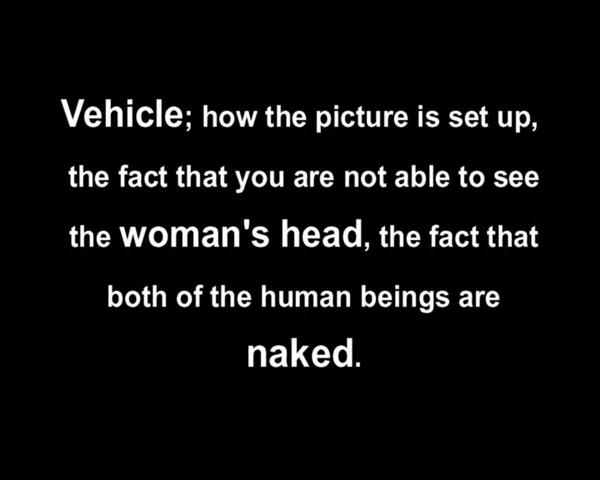 Vehicle; how the picture is set up,
the fact that you are not able to see
the woman's head, the fact that
both of the human beings are
naked.